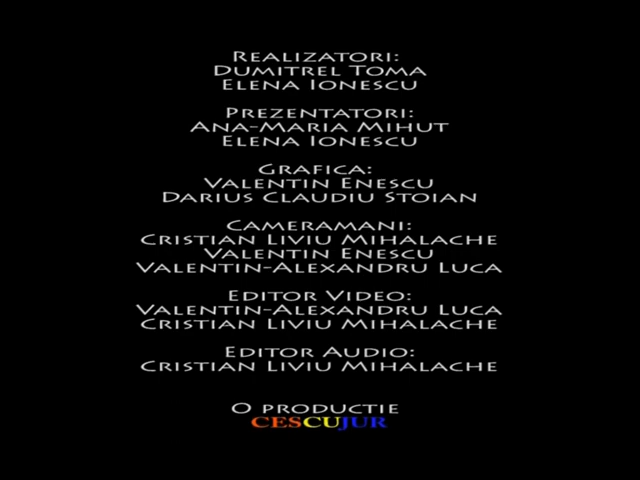 Realizatori:
Dumitrel Toma
Elena Ionescu
Prezentatori:
Ana-Maria Mihut
Elena Ionescu
Grafica:
Valentin Enescu
Darius Claudiu Stoian
Cameramani:
Cristian Liviu Mihalache
Valentin Enescu
Valentin-Alexandru Luca
Editor Video:
Valentin-Alexandru Luca
Cristian Liviu Mihalache
Editor Audio:
Cristian Liviu Mihalache
O productie
CESCUJUR